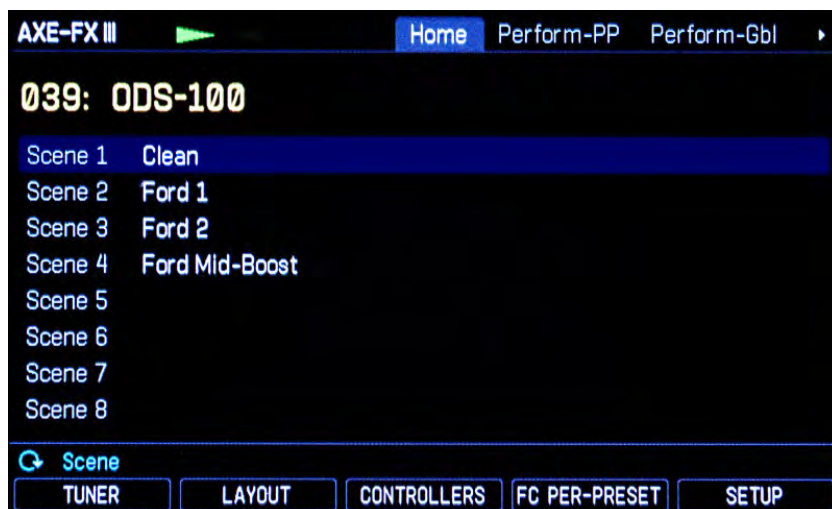 AXE-FX III Home Perform-PP Perform-Gbl
039: ODS-100
Scene 1 Clean
Scene 2 Ford 1
Scene 3 Ford 2
Scene 4 Ford Mid-Boost
Scene 5
Scene 6
Scene 7
Scene 8
Scene
TUNER LAYOUT CONTROLLERS FC PER-PRESET SETUP